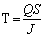 T = QS/J